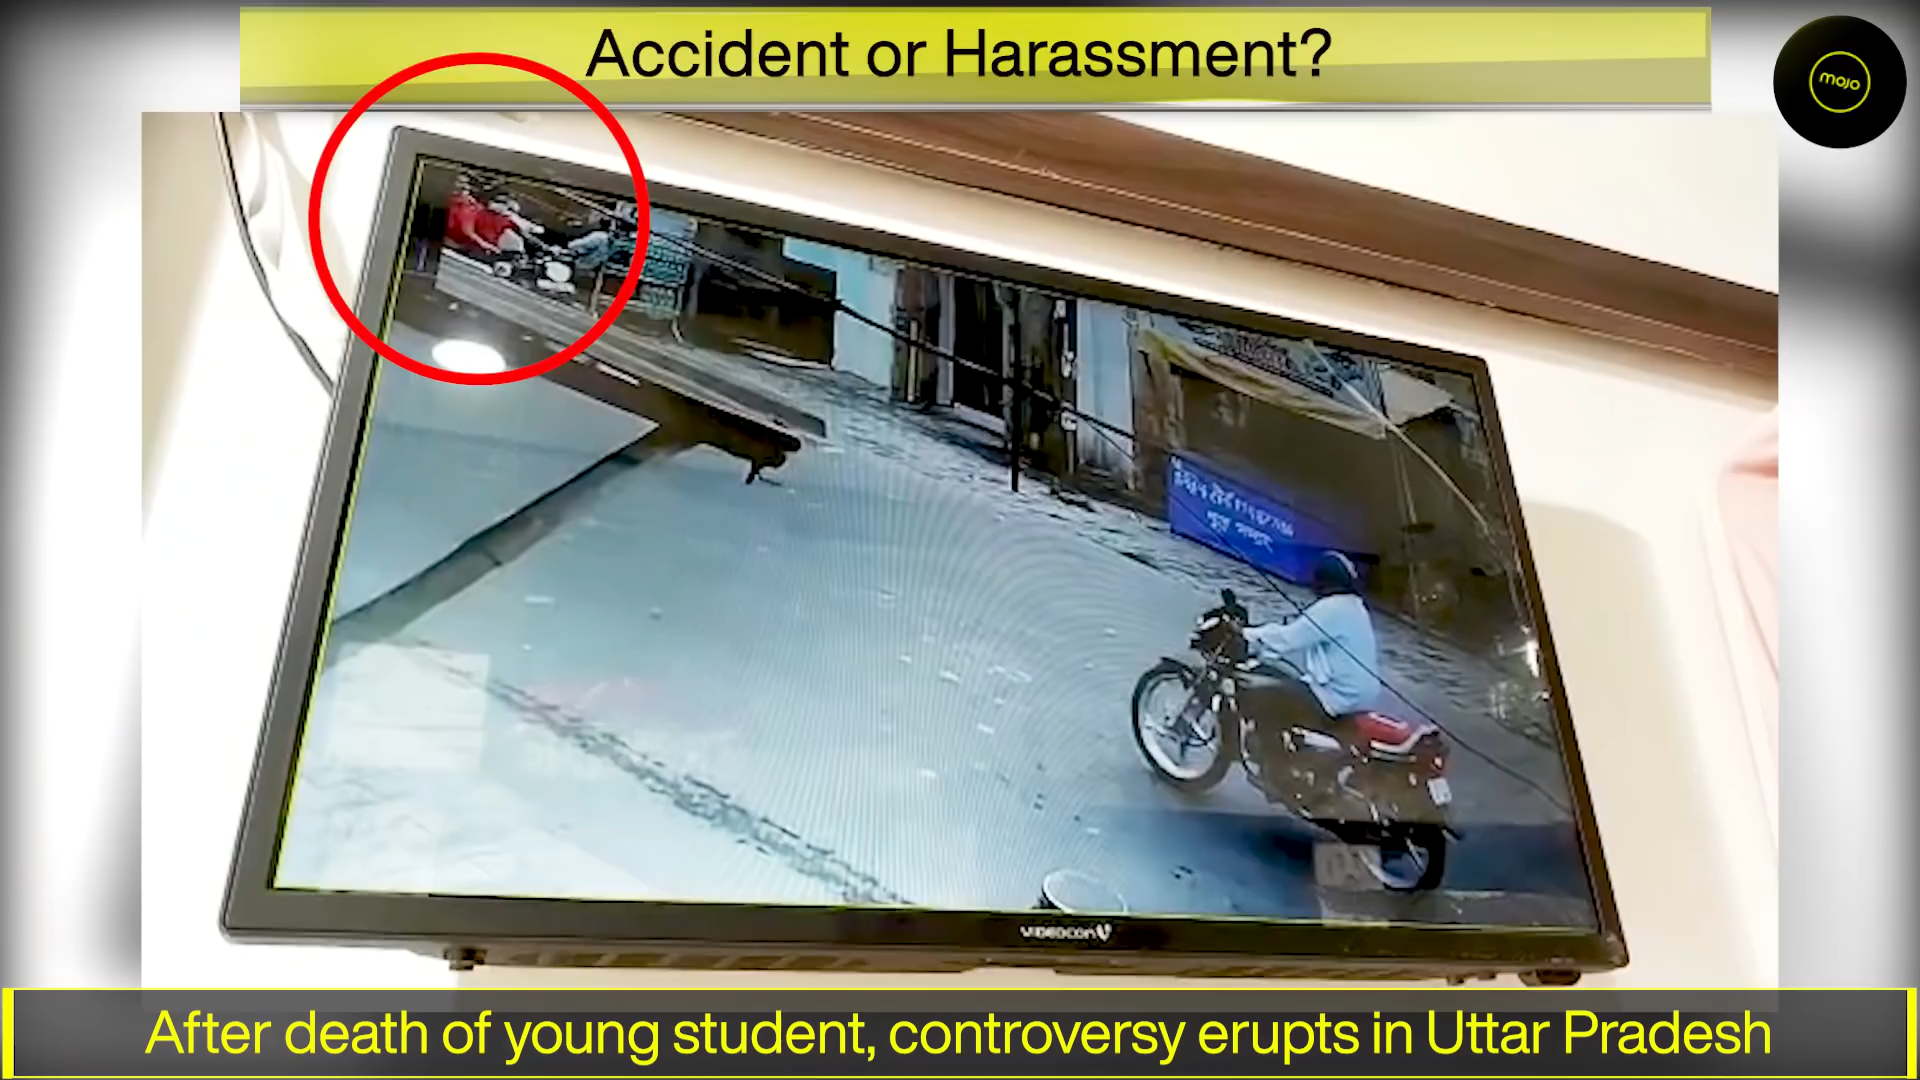 Accident or Harassment?
mojo
VIDEOCON
After death of young student, controversy erupts in Uttar Pradesh